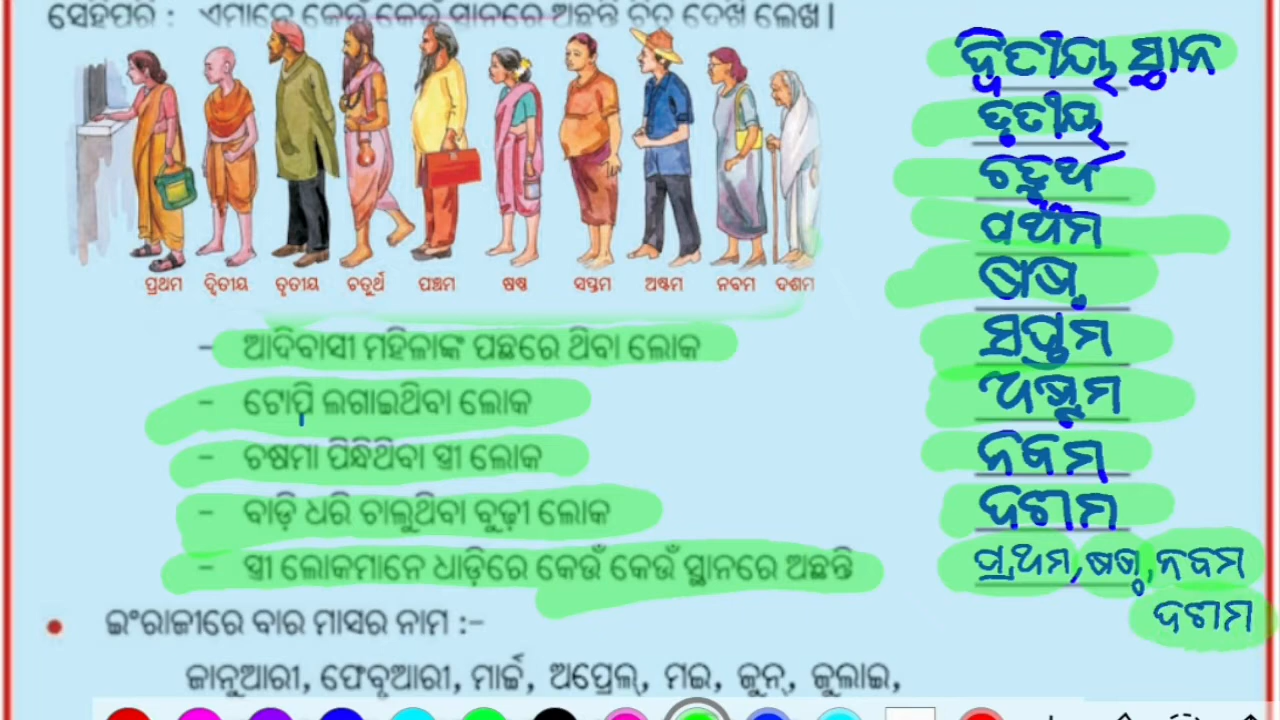 ସେହିପରି : ଏମାନେ କେଉଁ କେଉଁ ସ୍ଥାନରେ ଅଛନ୍ତି ଚିତ୍ର ଦେଖି ଲେଖ।
ଦ୍ୱିତୀୟ ସ୍ଥାନ
ତୃତୀୟ
ଚତୁର୍ଥ
ପଞ୍ଚମ
ଷଷ୍ଠ
ପ୍ରଥମ ଦ୍ୱିତୀୟ ତୃତୀୟ ଚତୁର୍ଥ ପଞ୍ଚମ ଷଷ୍ଠ ସପ୍ତମ ଅଷ୍ଟମ ନବମ ଦଶମ
– ଆଦିବାସୀ ମହିଳାଙ୍କ ପଛରେ ଥିବା ଲୋକ ସପ୍ତମ
– ଟୋପି ଲଗାଇଥିବା ଲୋକ ଅଷ୍ଟମ
– ଚଷମା ପିନ୍ଧିଥିବା ସ୍ତ୍ରୀ ଲୋକ ନବମ
– ବାଡ଼ି ଧରି ଚାଲୁଥିବା ବୁଢ଼ୀ ଲୋକ ଦଶମ
– ସ୍ତ୍ରୀ ଲୋକମାନେ ଧାଡ଼ିରେ କେଉଁ କେଉଁ ସ୍ଥାନରେ ଅଛନ୍ତି ପ୍ରଥମ, ଷଷ୍ଠ, ନବମ
ଦଶମ
• ଇଂରାଜୀରେ ବାର ମାସର ନାମ :–
ଜାନୁଆରୀ, ଫେବୃଆରୀ, ମାର୍ଚ୍ଚ, ଅପ୍ରେଲ୍, ମଇ, ଜୁନ୍, ଜୁଲାଇ,